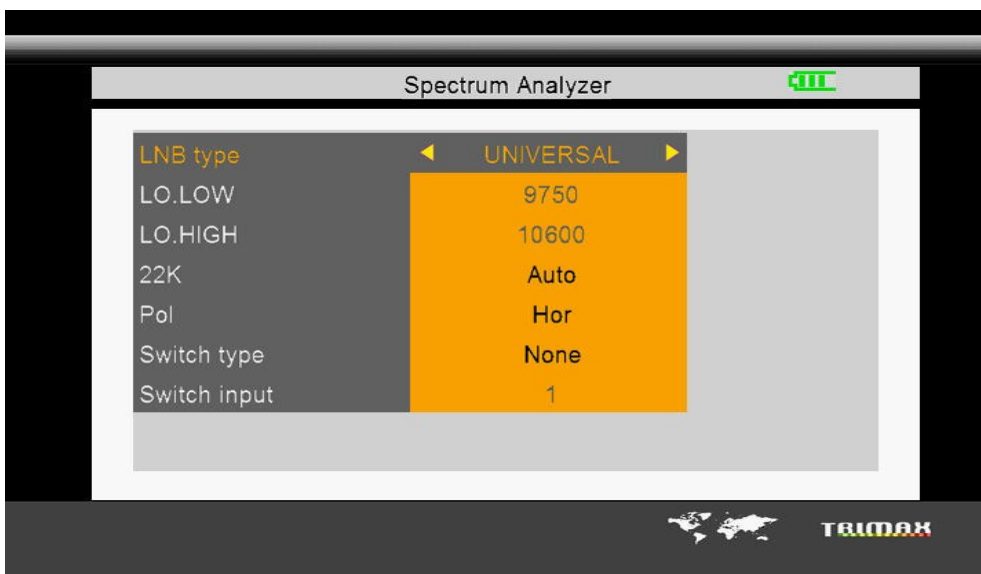 Spectrum Analyzer
LNB type UNIVERSAL
LO.LOW 9750
LO.HIGH 10600
22K Auto
Pol Hor
Switch type None
Switch input 1
TRIMAX